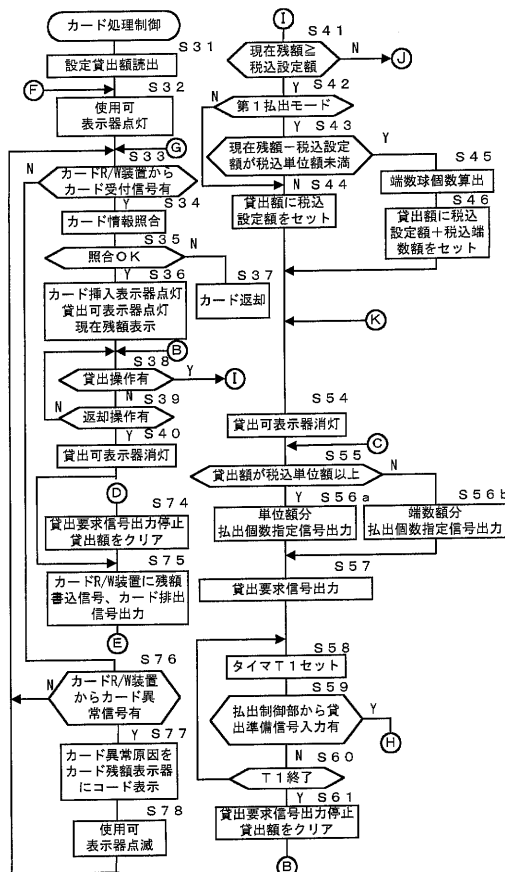 カード処理制御
S31
設定貸出額読出
F
S32
使用可
表示器点灯
G
S33
N
カードR/W装置から
カード受付信号有
Y
S34
カード情報照合
S35
照合OK
N
Y
S36
S37
カード返却
カード挿入表示器点灯
貸出可表示器点灯
現在残額表示
B
S38
貸出操作有
Y
I
N
S39
N
返却操作有
Y
S40
貸出可表示器消灯
D
S74
貸出要求信号出力停止
貸出額をクリア
S75
カードR/W装置に残額
書込信号、カード排出
信号出力
E
S76
N
カードR/W装置
からカード異
常信号有
Y
S77
カード異常原因を
カード残額表示器
にコード表示
S78
使用可
表示器点滅
I
S41
現在残額≧
税込設定額
N
J
Y
S42
N
第1払出モード
Y
S43
現在残額−税込設定
額が税込単位額未満
Y
S45
端数球個数算出
N
S44
貸出額に税込
設定額をセット
S46
貸出額に税込
設定額+税込端
数額をセット
K
S54
貸出可表示器消灯
C
S55
貸出額が税込単位額以上
N
Y
S56a
単位額分
払出個数指定信号出力
S56b
端数額分
払出個数指定信号出力
S57
貸出要求信号出力
S58
タイマT1セット
S59
払出制御部から貸
出準備信号入力有
Y
H
N
S60
N
T1終了
Y
S61
貸出要求信号出力停止
貸出額をクリア
B